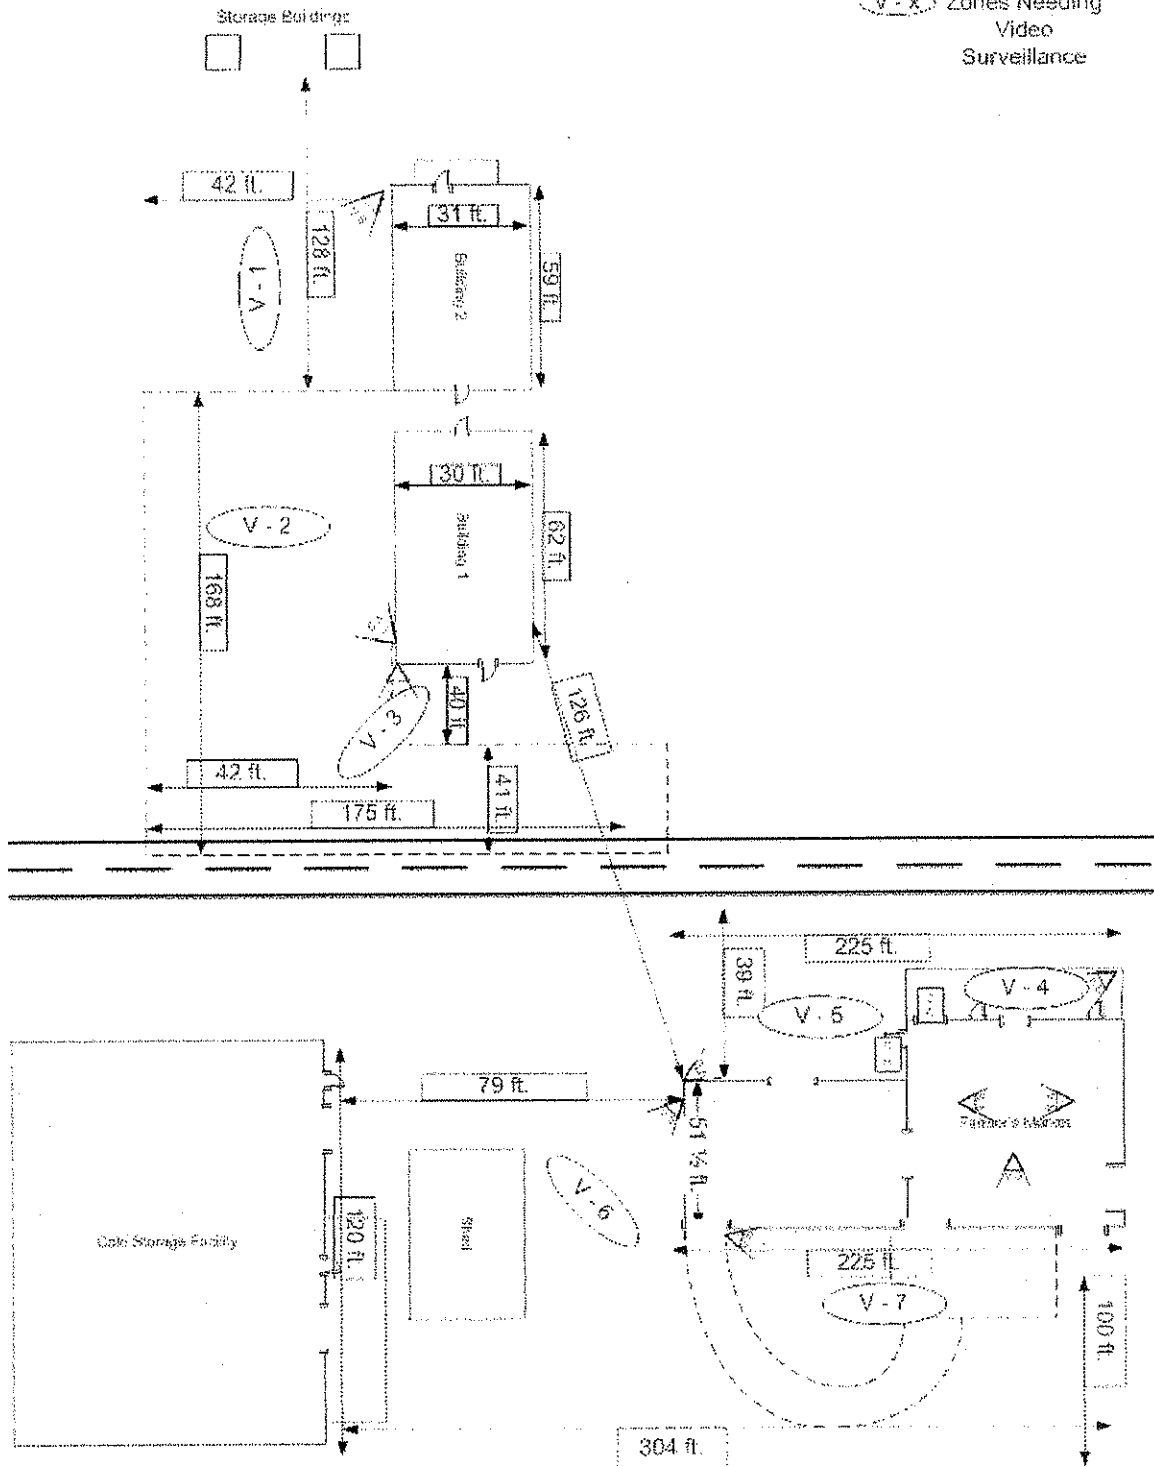 Storage Buildings
V - X Zones Needing
Video
Surveillance
42 ft.
31 ft.
128 ft.
V - 1
Building 2
59 ft.
30 ft.
V - 2
Building 1
62 ft.
168 ft.
40 ft.
126 ft.
V - 3
42 ft.
41 ft.
175 ft.
225 ft.
39 ft.
V - 4
V - 5
79 ft.
51 ½ ft.
Farmer's Market
V - 6
Cold Storage Facility
120 ft.
Shed
225 ft.
V - 7
100 ft.
304 ft.